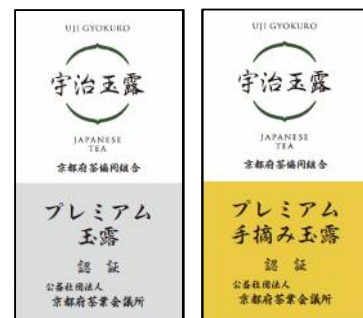 UJI GYOKURO
宇治玉露
JAPANESE
TEA
京都府茶協同組合
プレミアム
玉露
認 証
公益社団法人
京都府茶業会議所
UJI GYOKURO
宇治玉露
JAPANESE
TEA
京都府茶協同組合
プレミアム
手摘み玉露
認 証
公益社団法人
京都府茶業会議所